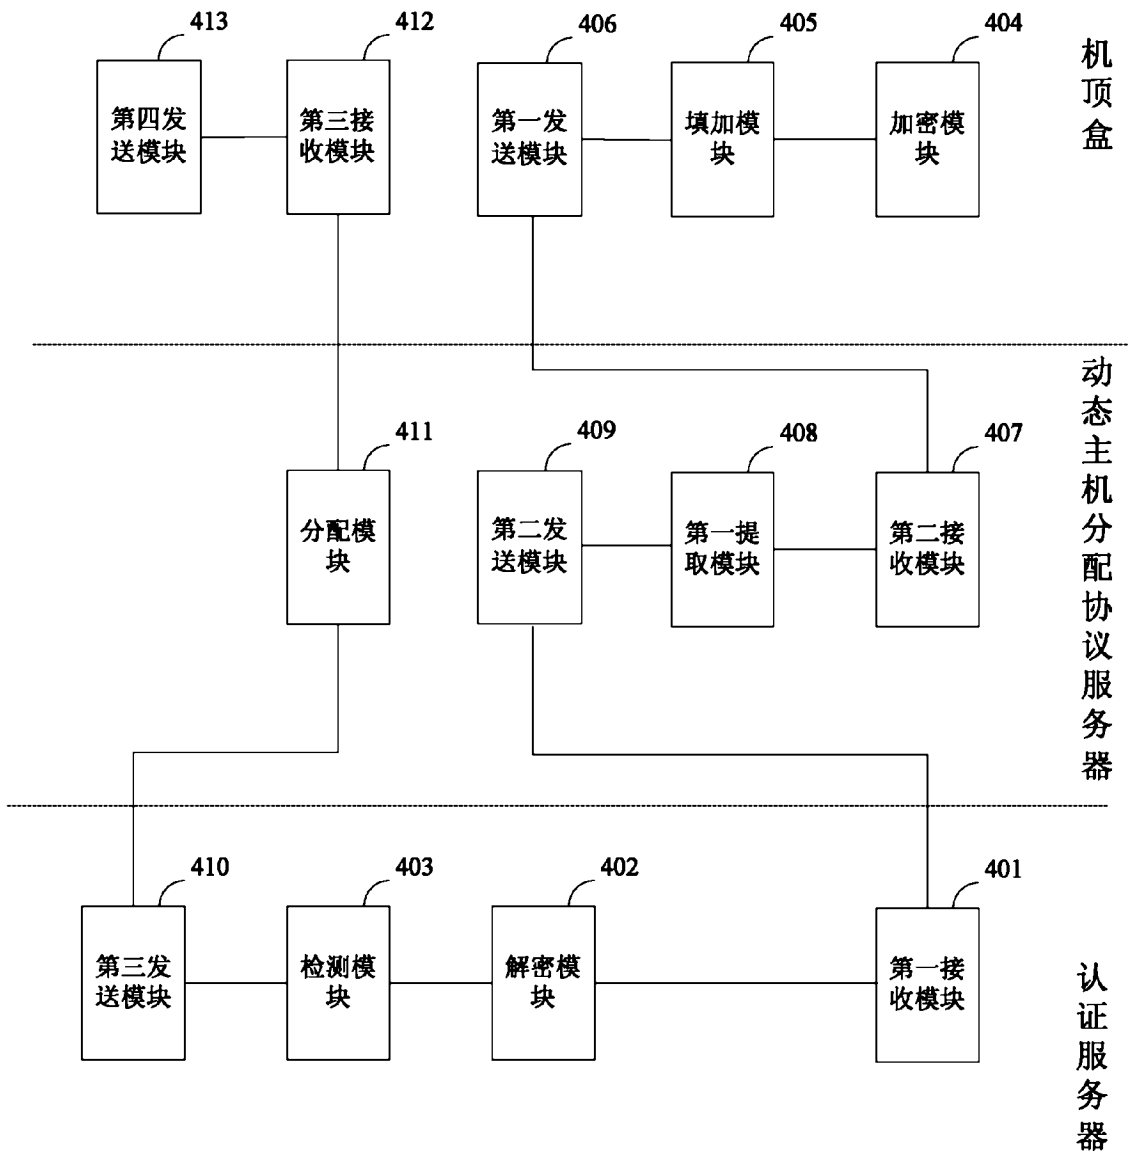 413
412
406
405
404
第四发
送模块
第三接
收模块
第一发
送模块
填加模
块
加密模
块
机顶盒
411
409
408
407
分配模
块
第二发
送模块
第一提
取模块
第二接
收模块
动态主机分配协议服务器
410
403
402
401
第三发
送模块
检测模
块
解密模
块
第一接
收模块
认证服务器